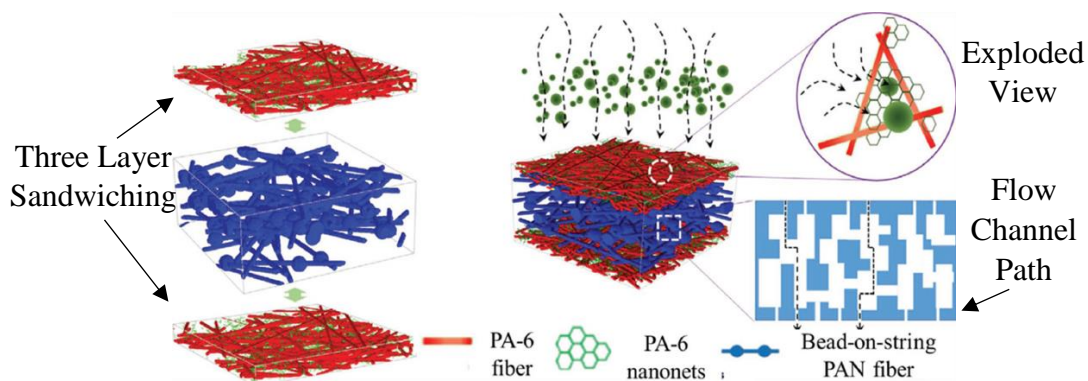 Three Layer
Sandwiching
Exploded
View
Flow
Channel
Path
PA-6
fiber
PA-6
nanonets
Bead-on-string
PAN fiber